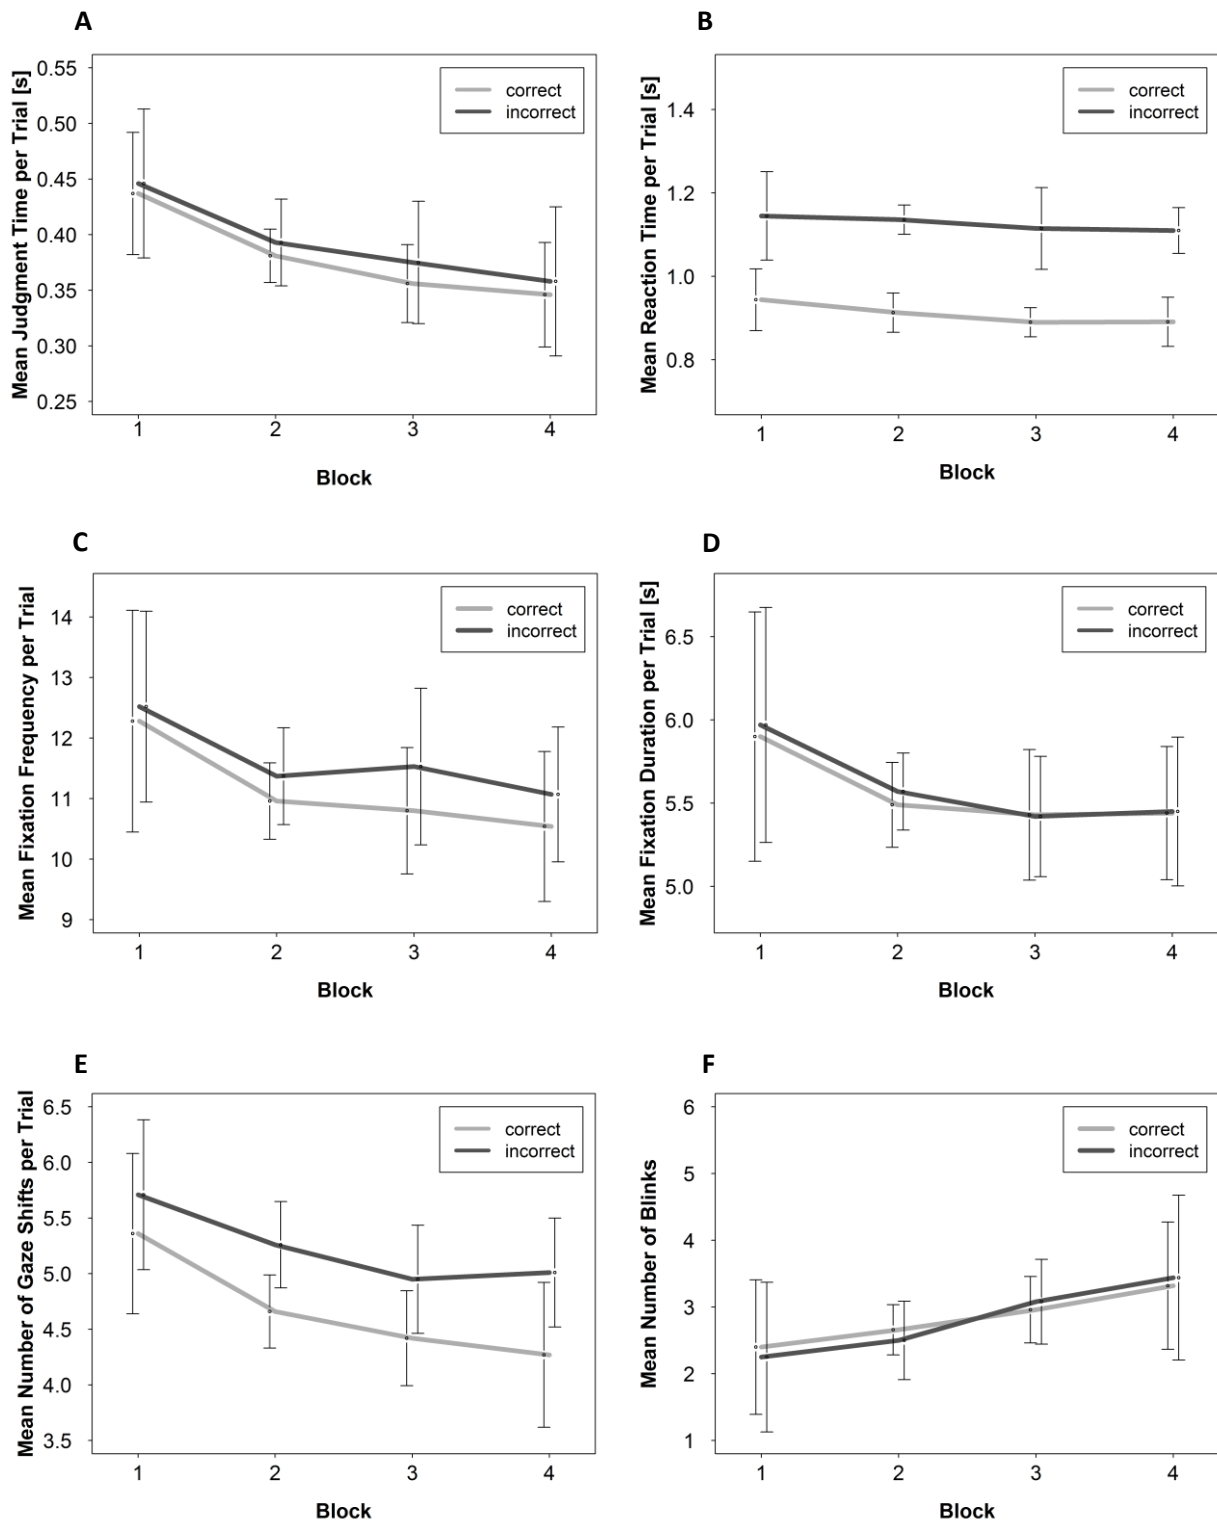 A
Mean Judgment Time per Trial [s]
0.55
0.50
0.45
0.40
0.35
0.30
0.25
correct
incorrect
1 2 3 4
Block
B
Mean Reaction Time per Trial [s]
1.4
1.2
1.0
0.8
correct
incorrect
1 2 3 4
Block
C
Mean Fixation Frequency per Trial
14
13
12
11
10
9
correct
incorrect
1 2 3 4
Block
D
Mean Fixation Duration per Trial [s]
6.5
6.0
5.5
5.0
correct
incorrect
1 2 3 4
Block
E
Mean Number of Gaze Shifts per Trial
6.5
6.0
5.5
5.0
4.5
4.0
3.5
correct
incorrect
1 2 3 4
Block
F
Mean Number of Blinks
6
5
4
3
2
1
correct
incorrect
1 2 3 4
Block